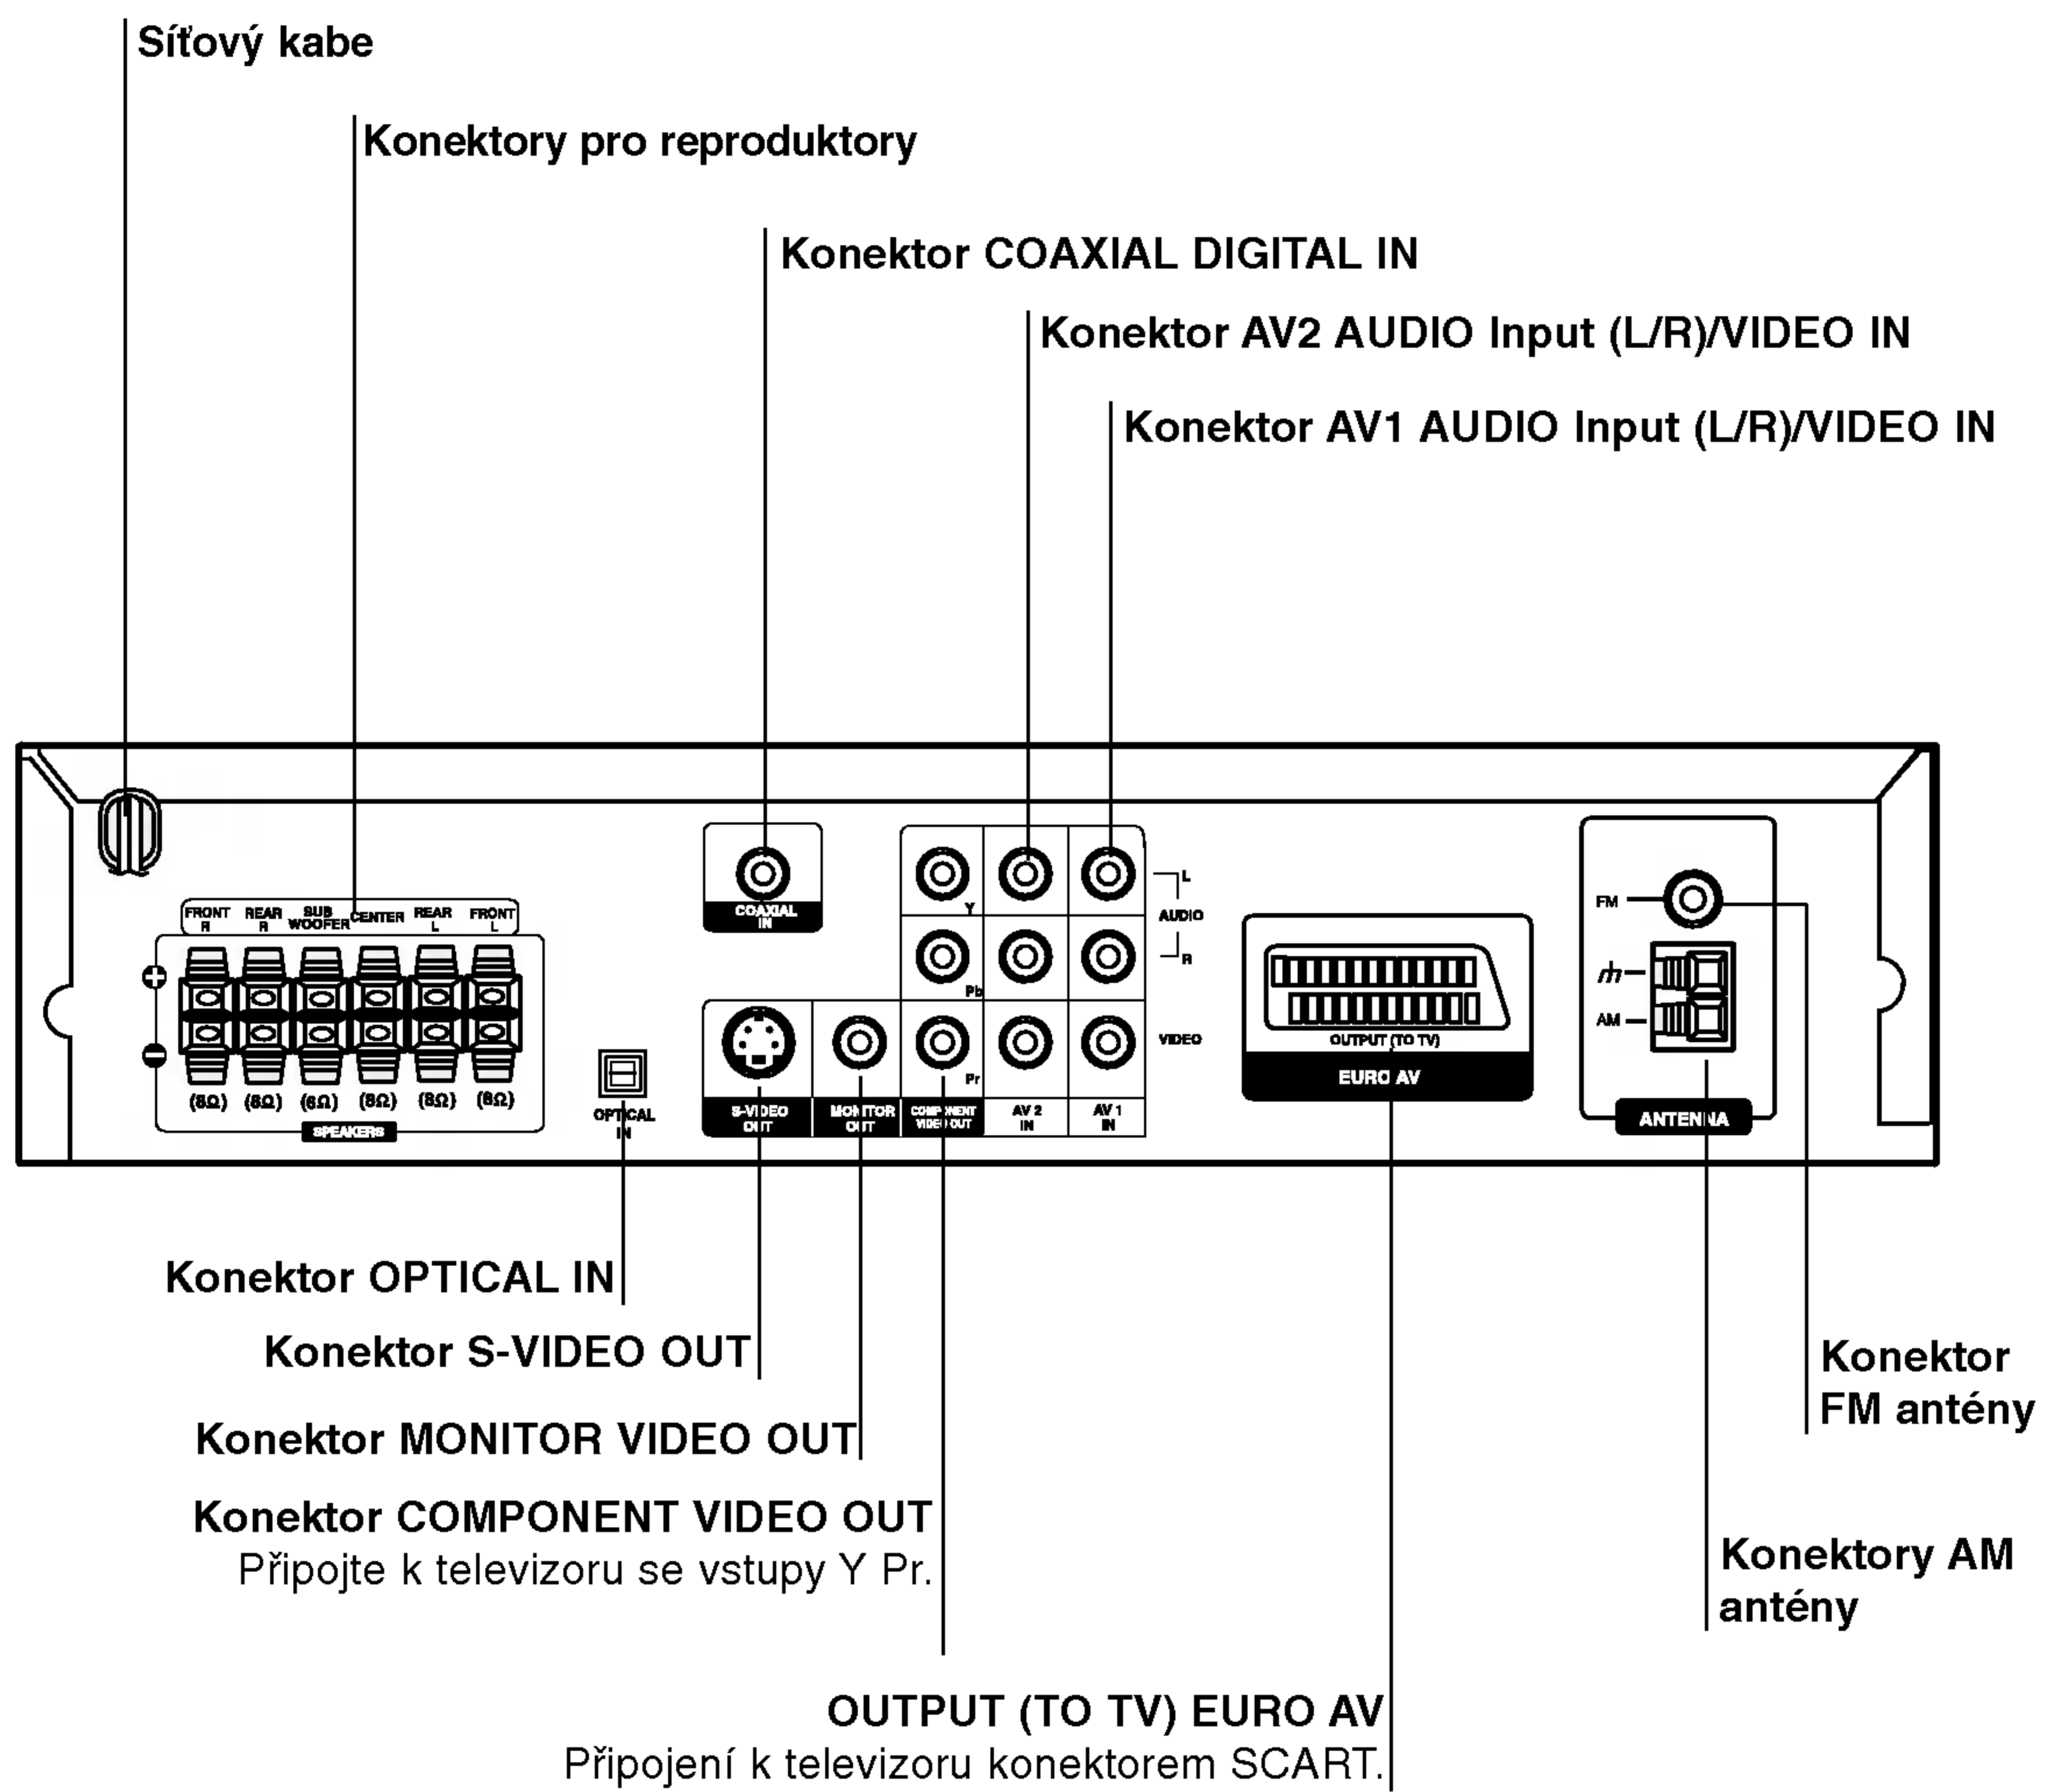 Síťový kabe
Konektory pro reproduktory
Konektor COAXIAL DIGITAL IN
Konektor AV2 AUDIO Input (L/R)/VIDEO IN
Konektor AV1 AUDIO Input (L/R)/VIDEO IN
FRONT R
REAR R
SUB WOOFER
CENTER
REAR L
FRONT L
+
−
(8Ω) (8Ω) (6Ω) (8Ω) (8Ω) (8Ω)
SPEAKERS
OPTICAL IN
COAXIAL IN
Y
Pb
Pr
L
AUDIO
R
VIDEO
S-VIDEO OUT
MONITOR OUT
COMPONENT VIDEO OUT
AV 2 IN
AV 1 IN
OUTPUT (TO TV)
EURO AV
FM
AM
ANTENNA
Konektor OPTICAL IN
Konektor S-VIDEO OUT
Konektor MONITOR VIDEO OUT
Konektor COMPONENT VIDEO OUT
Připojte k televizoru se vstupy Y Pr.
OUTPUT (TO TV) EURO AV
Připojení k televizoru konektorem SCART.
Konektor
FM antény
Konektory AM
antény